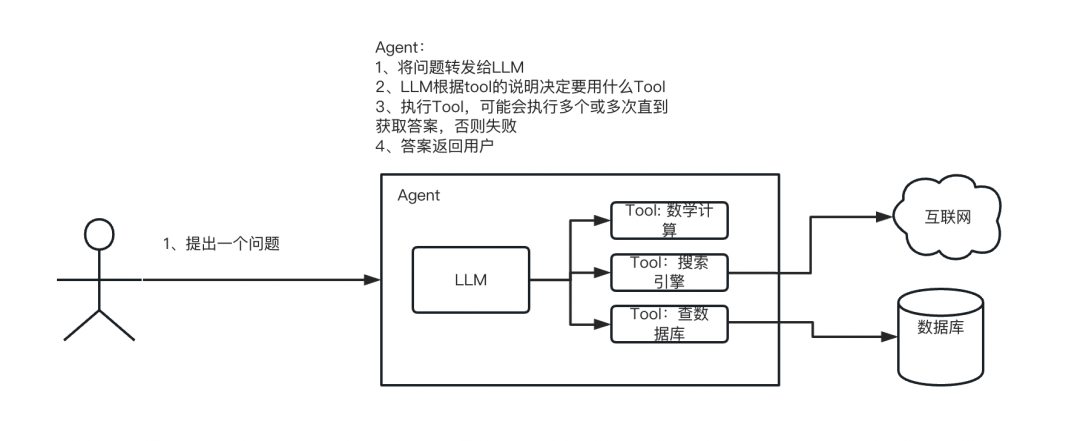 Agent：
1、将问题转发给LLM
2、LLM根据tool的说明决定要用什么Tool
3、执行Tool，可能会执行多个或多次直到
获取答案，否则失败
4、答案返回用户
Agent
1、提出一个问题
LLM
Tool: 数学计
算
Tool：搜索
引擎
Tool：查数
据库
互联网
数据库